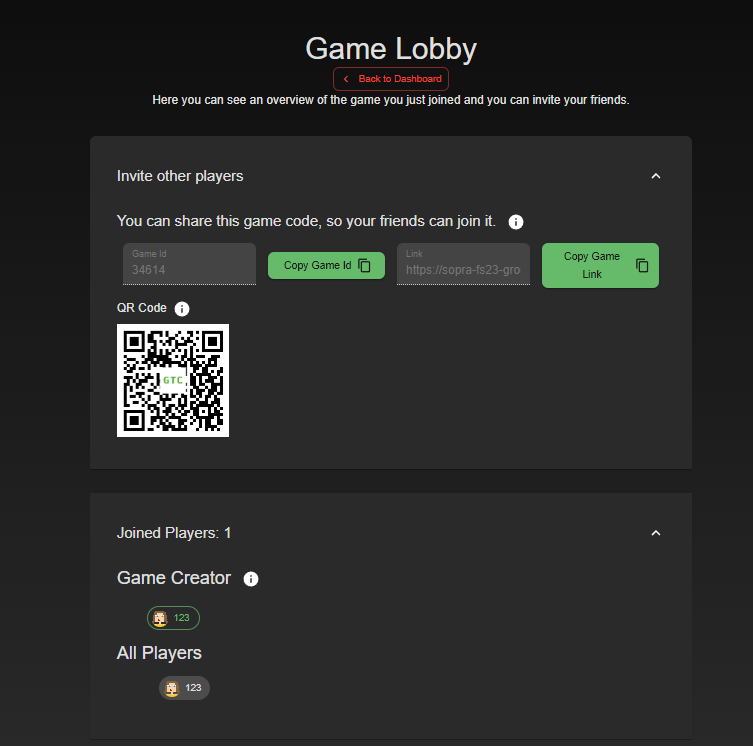 Game Lobby
Back to Dashboard
Here you can see an overview of the game you just joined and you can invite your friends.
Invite other players
You can share this game code, so your friends can join it.
Game Id
34614
Copy Game Id
Link
https://sopra-fs23-gro
Copy Game
Link
QR Code
GTC
Joined Players: 1
Game Creator
123
All Players
123